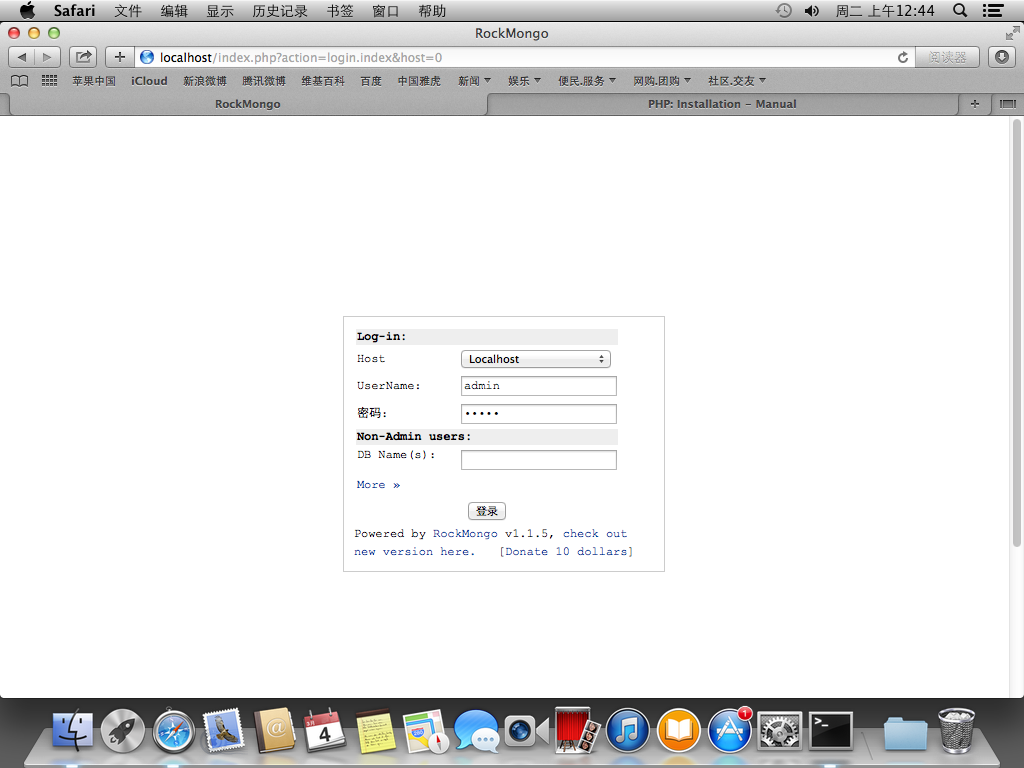 Safari 文件 编辑 显示 历史记录 书签 窗口 帮助 周二 上午12:44
RockMongo
localhost/index.php?action=login.index&host=0 阅读器
苹果中国 iCloud 新浪微博 腾讯微博 维基百科 百度 中国雅虎 新闻 娱乐 便民.服务 网购.团购 社区.交友
RockMongo PHP: Installation – Manual
Log-in:
Host Localhost
UserName: admin
密码: •••••
Non-Admin users:
DB Name(s):
More »
登录
Powered by RockMongo v1.1.5, check out
new version here. [Donate 10 dollars]
4
1